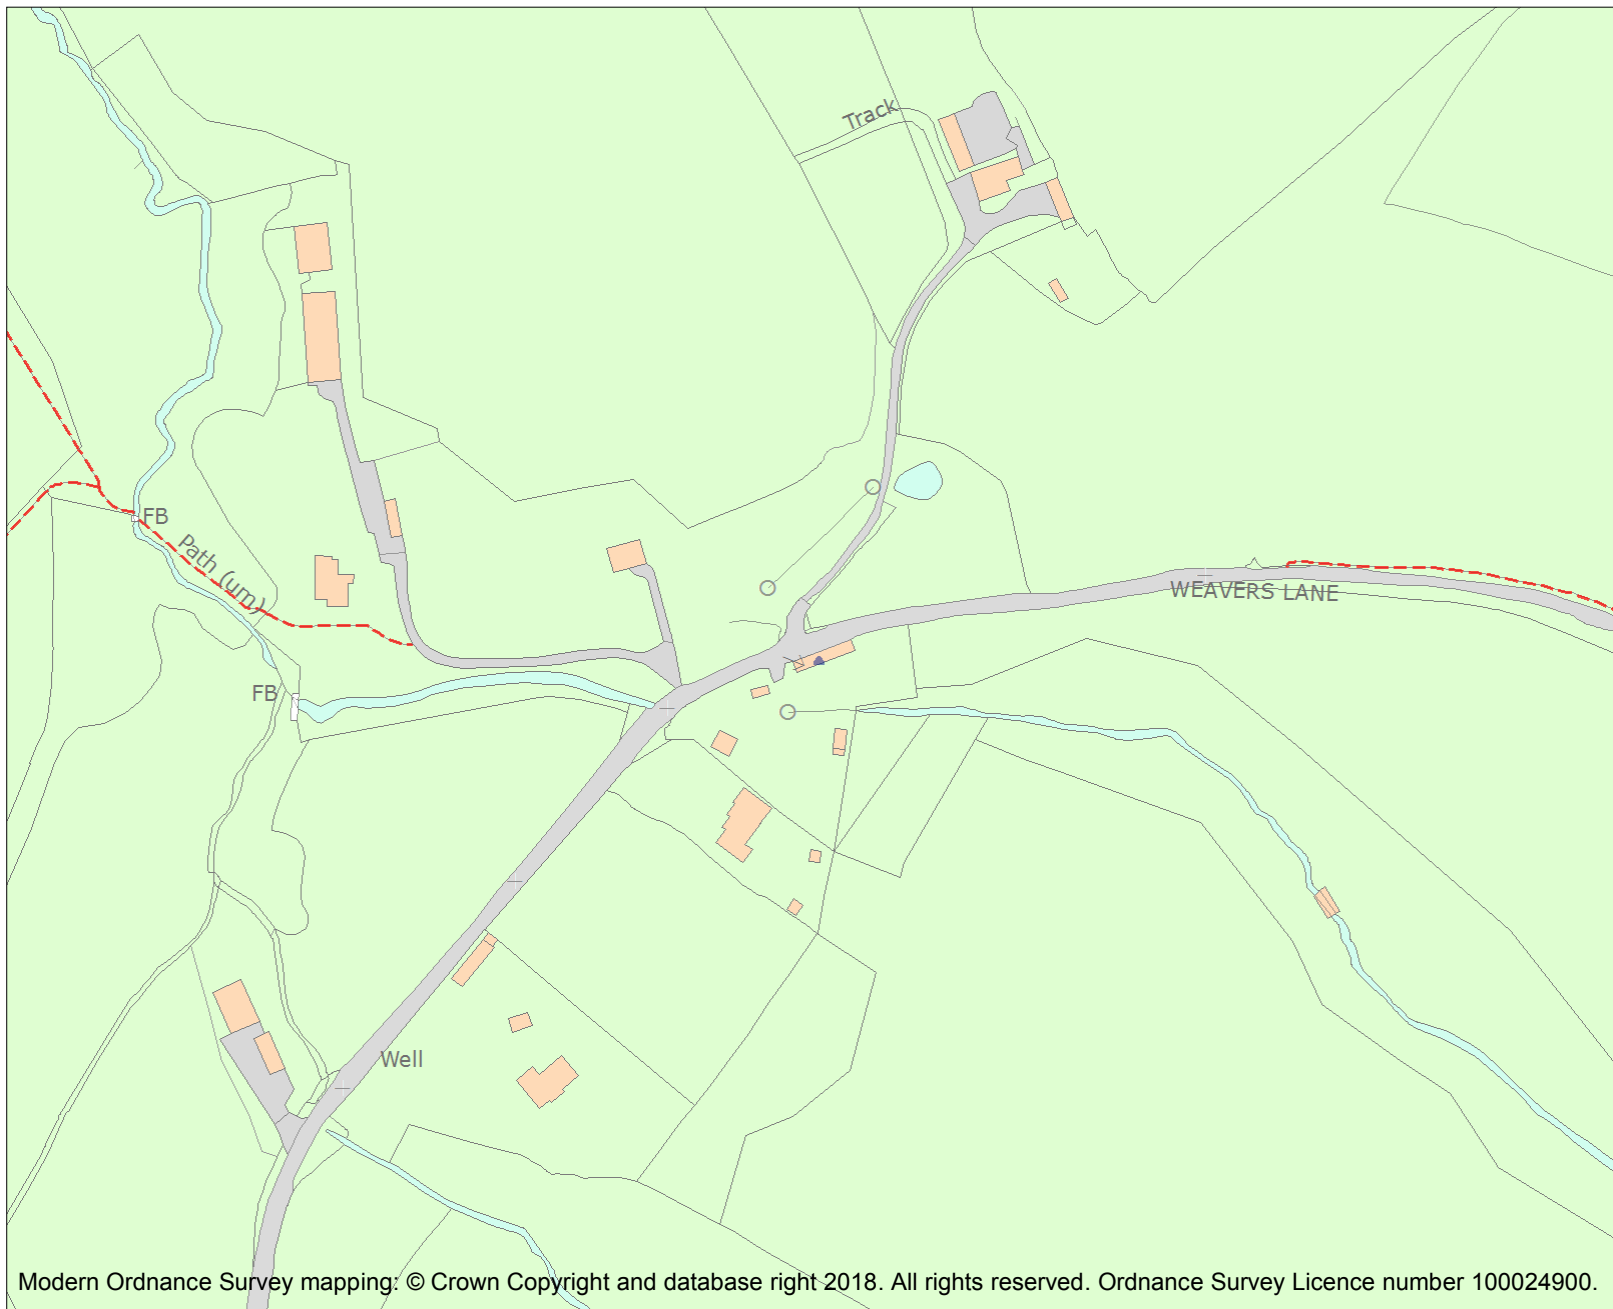 Track
FB
Path (um)
WEAVERS LANE
FB
Well
Modern Ordnance Survey mapping: © Crown Copyright and database right 2018. All rights reserved. Ordnance Survey Licence number 100024900.